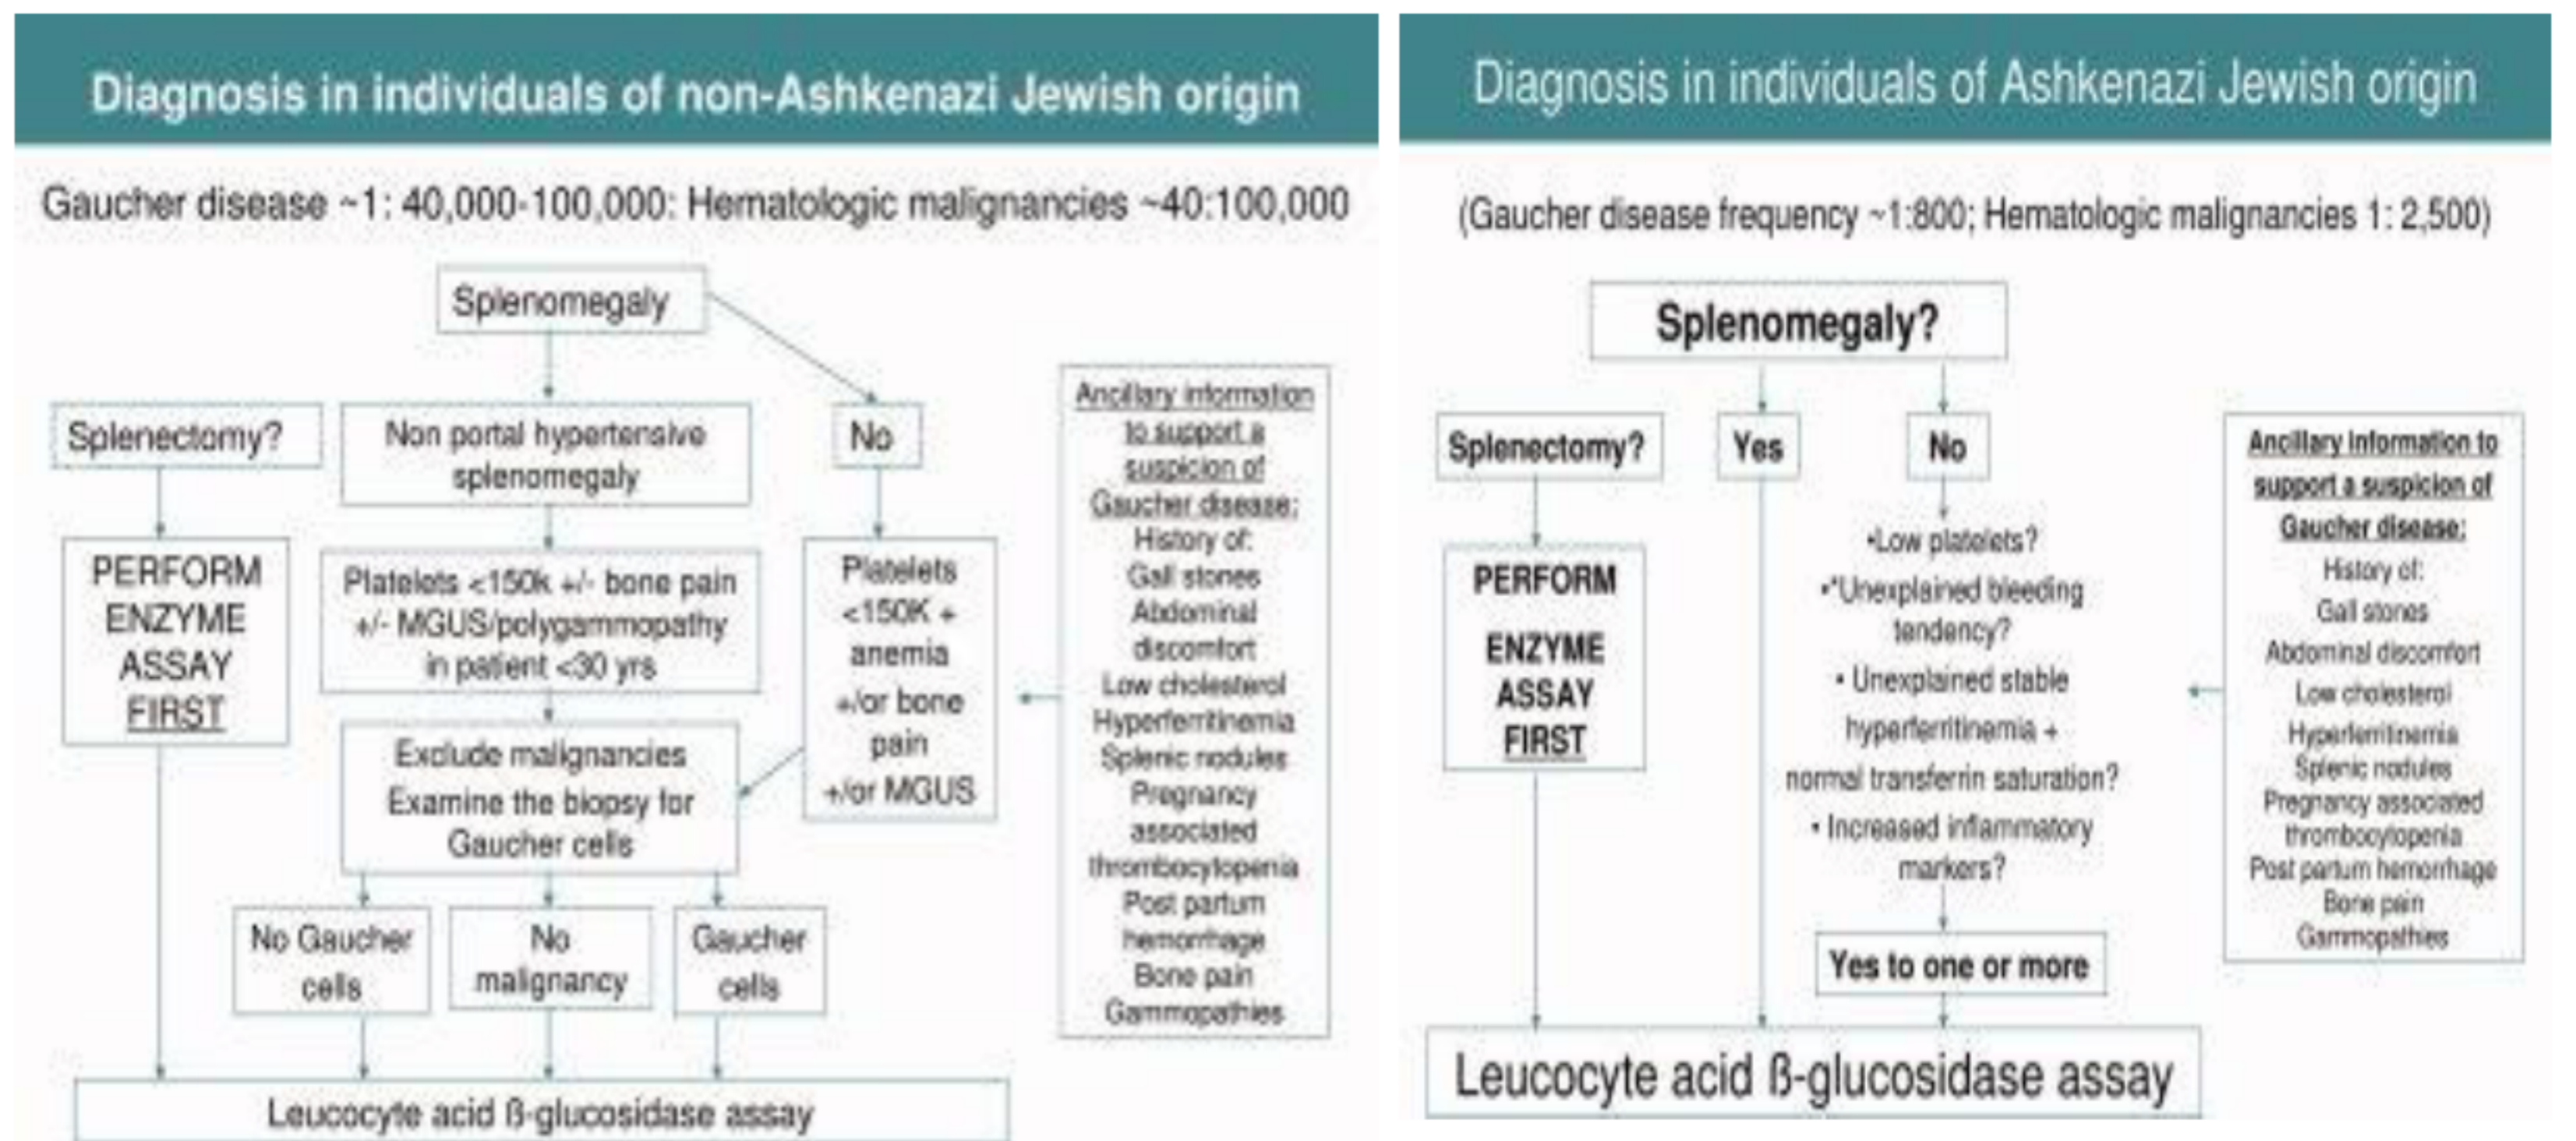 Diagnosis in individuals of non-Ashkenazi Jewish origin
Gaucher disease ~1: 40,000-100,000: Hematologic malignancies ~40:100,000
Splenomegaly
Splenectomy?
Non portal hypertensive
splenomegaly
No
PERFORM
ENZYME
ASSAY
FIRST
Platelets <150k +/- bone pain
+/- MGUS/polygammopathy
in patient <30 yrs
Platelets
<150K +
anemia
+/or bone
pain
+/or MGUS
Exclude malignancies
Examine the biopsy for
Gaucher cells
No Gaucher
cells
No
malignancy
Gaucher
cells
Leucocyte acid ß-glucosidase assay
Ancillary information
to support a
suspicion of
Gaucher disease:
History of:
Gall stones
Abdominal
discomfort
Low cholesterol
Hyperferritinemia
Splenic nodules
Pregnancy
associated
thrombocytopenia
Post partum
hemorrhage
Bone pain
Gammopathies
Diagnosis in individuals of Ashkenazi Jewish origin
(Gaucher disease frequency ~1:800; Hematologic malignancies 1: 2,500)
Splenomegaly?
Splenectomy?
Yes
No
PERFORM
ENZYME
ASSAY
FIRST
•Low platelets?
•*Unexplained bleeding
tendency?
• Unexplained stable
hyperferritinemia +
normal transferrin saturation?
• Increased inflammatory
markers?
Yes to one or more
Leucocyte acid ß-glucosidase assay
Ancillary Information to
support a suspicion of
Gaucher disease:
History of:
Gall stones
Abdominal discomfort
Low cholesterol
Hyperferritinemia
Splenic nodules
Pregnancy associated
thrombocytopenia
Post partum hemorrhage
Bone pain
Gammopathies